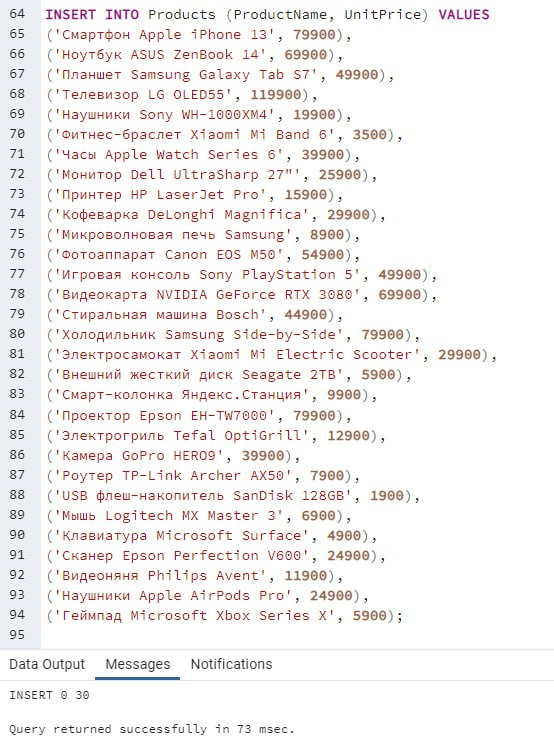 64 INSERT INTO Products (ProductName, UnitPrice) VALUES
65 ('Смартфон Apple iPhone 13', 79900),
66 ('Ноутбук ASUS ZenBook 14', 69900),
67 ('Планшет Samsung Galaxy Tab S7', 49900),
68 ('Телевизор LG OLED55', 119900),
69 ('Наушники Sony WH-1000XM4', 19900),
70 ('Фитнес-браслет Xiaomi Mi Band 6', 3500),
71 ('Часы Apple Watch Series 6', 39900),
72 ('Монитор Dell UltraSharp 27"', 25900),
73 ('Принтер HP LaserJet Pro', 15900),
74 ('Кофеварка DeLonghi Magnifica', 29900),
75 ('Микроволновая печь Samsung', 8900),
76 ('Фотоаппарат Canon EOS M50', 54900),
77 ('Игровая консоль Sony PlayStation 5', 49900),
78 ('Видеокарта NVIDIA GeForce RTX 3080', 69900),
79 ('Стиральная машина Bosch', 44900),
80 ('Холодильник Samsung Side-by-Side', 79900),
81 ('Электросамокат Xiaomi Mi Electric Scooter', 29900),
82 ('Внешний жесткий диск Seagate 2TB', 5900),
83 ('Смарт-колонка Яндекс.Станция', 9900),
84 ('Проектор Epson EH-TW7000', 79900),
85 ('Электрогриль Tefal OptiGrill', 12900),
86 ('Камера GoPro HERO9', 39900),
87 ('Роутер TP-Link Archer AX50', 7900),
88 ('USB флеш-накопитель SanDisk 128GB', 1900),
89 ('Мышь Logitech MX Master 3', 6900),
90 ('Клавиатура Microsoft Surface', 4900),
91 ('Сканер Epson Perfection V600', 24900),
92 ('Видеоняня Philips Avent', 11900),
93 ('Наушники Apple AirPods Pro', 24900),
94 ('Геймпад Microsoft Xbox Series X', 5900);
95
Data Output Messages Notifications
INSERT 0 30
Query returned successfully in 73 msec.